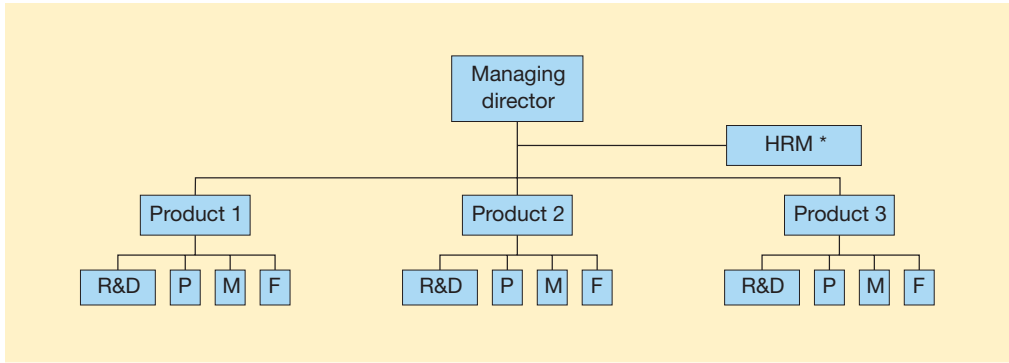 Managing
director
HRM *
Product 1
Product 2
Product 3
R&D
P
M
F
R&D
P
M
F
R&D
P
M
F